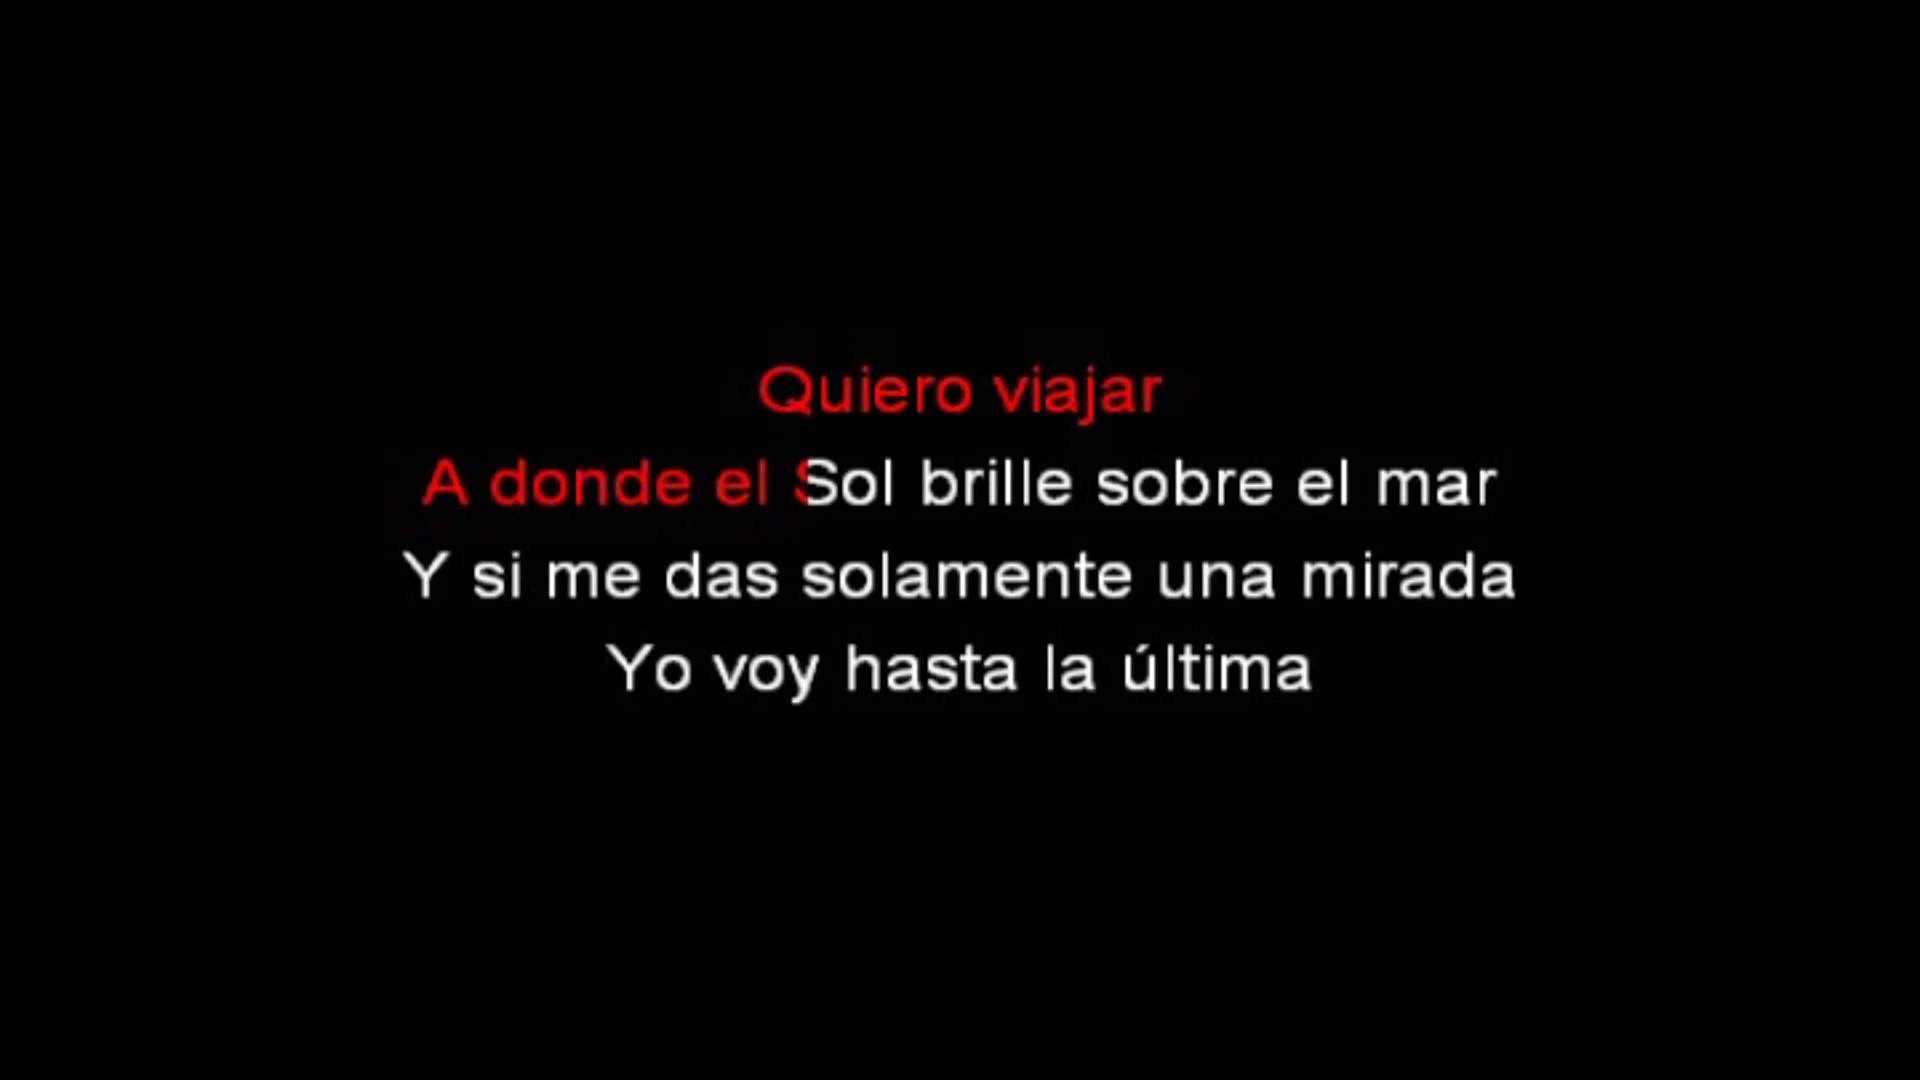 Quiero viajar
A donde el Sol brille sobre el mar
Y si me das solamente una mirada
Yo voy hasta la última